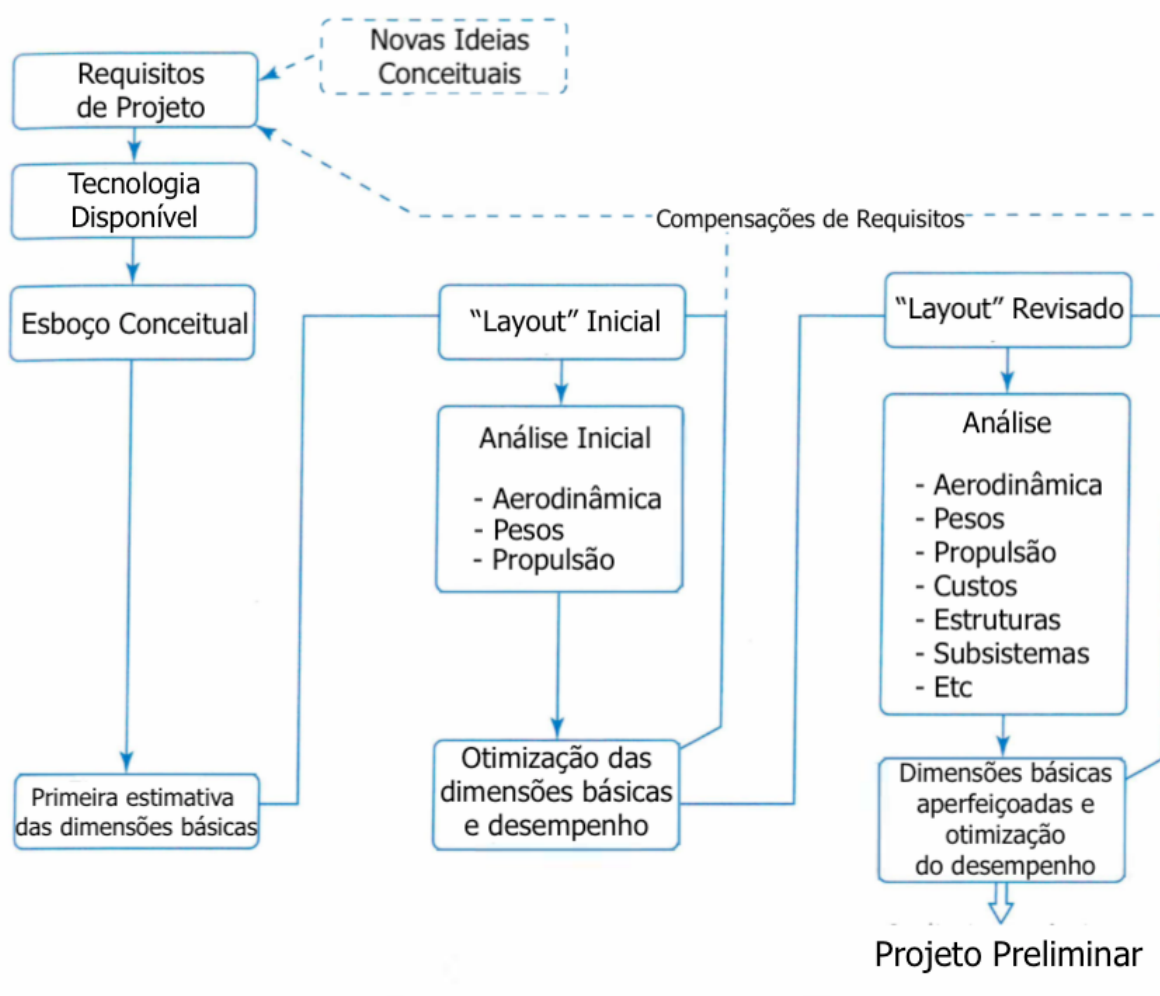 Novas Ideias
Conceituais
Requisitos
de Projeto
Tecnologia
Disponível
Compensações de Requisitos
Esboço Conceitual
Primeira estimativa
das dimensões básicas
“Layout” Inicial
Análise Inicial
- Aerodinâmica
- Pesos
- Propulsão
Otimização das
dimensões básicas
e desempenho
“Layout” Revisado
Análise
- Aerodinâmica
- Pesos
- Propulsão
- Custos
- Estruturas
- Subsistemas
- Etc
Dimensões básicas
aperfeiçoadas e
otimização
do desempenho
Projeto Preliminar